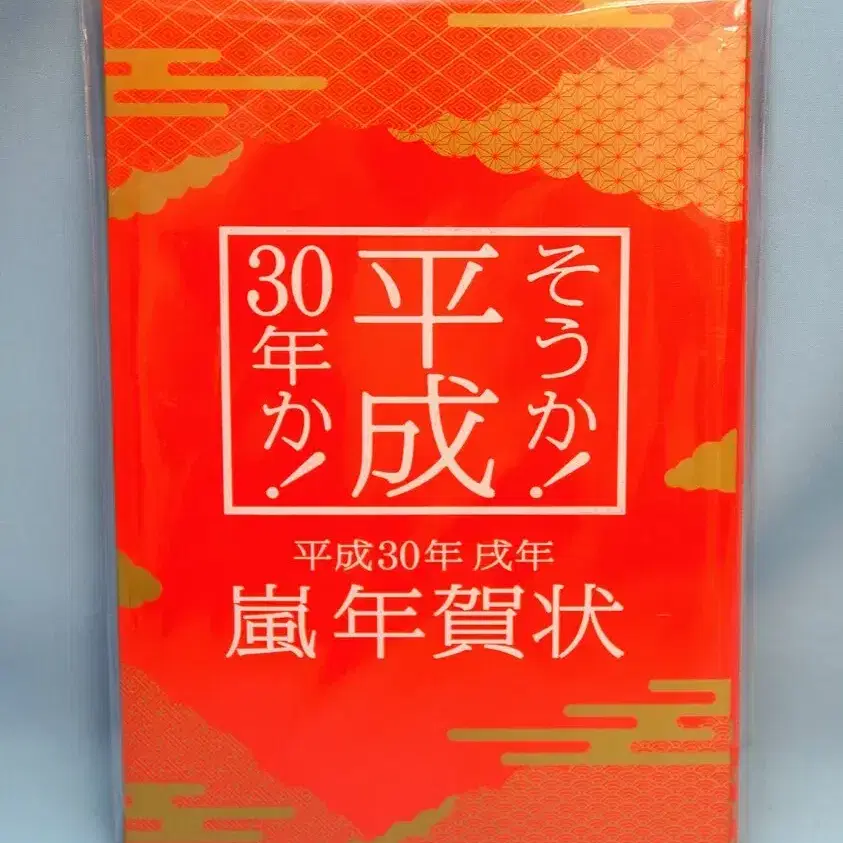 そうか!
平成
30年か!
平成30年 戌年
嵐年賀状